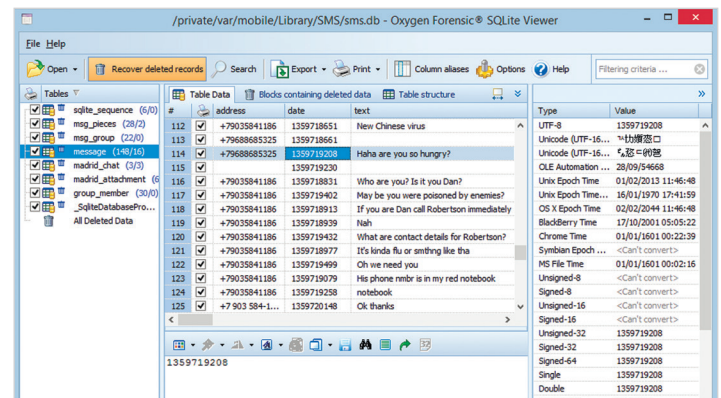 /private/var/mobile/Library/SMS/sms.db - Oxygen Forensic® SQLite Viewer
File Help
Open Recover deleted records Search Export Print Column aliases Options Help Filtering criteria ...
Tables
sqlite_sequence (6/0)
msg_pieces (28/2)
msg_group (22/0)
message (148/16)
madrid_chat (3/3)
madrid_attachment (6
group_member (30/0)
_SqliteDatabasePro...
All Deleted Data
Table Data Blocks containing deleted data Table structure
# address date text
112 +79035841186 1359718651 New Chinese virus
113 +79688685325 1359718661
114 +79688685325 1359719208 Haha are you so hungry?
115 1359719230
116 +79035841186 1359718831 Who are you? Is it you Dan?
117 +79035841186 1359719402 May be you were poisoned by enemies?
118 +79035841186 1359718913 If you are Dan call Robertson immediately
119 +79035841186 1359718939 Nah
120 +79035841186 1359719432 What are contact details for Robertson?
121 +79035841186 1359718977 It's kinda flu or smthng like tha
122 +79035841186 1359719499 Oh we need you
123 +79035841186 1359719079 His phone nmbr is in my red notebook
124 +79035841186 1359719258 notebook
125 +7 903 584-1... 1359720148 Ok thanks
1359719208
Type Value
UTF-8 1359719208
Unicode (UTF-16...
Unicode (UTF-16...
OLE Automation ... 28/09/54668
Unix Epoch Time 01/02/2013 11:46:48
Unix Epoch Time... 16/01/1970 17:41:59
OS X Epoch Time 02/02/2044 11:46:48
BlackBerry Time 17/10/2001 05:05:22
Chrome Time 01/01/1601 00:22:39
Symbian Epoch ... <Can't convert>
MS File Time 01/01/1601 00:02:16
Unsigned-8 <Can't convert>
Signed-8 <Can't convert>
Unsigned-16 <Can't convert>
Signed-16 <Can't convert>
Unsigned-32 1359719208
Signed-32 1359719208
Signed-64 1359719208
Single 1359719208
Double 1359719208